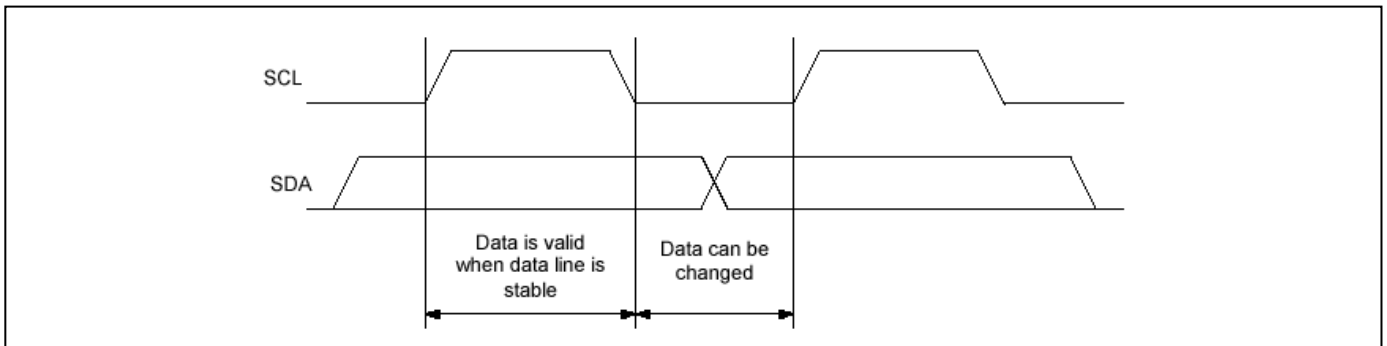 SCL
SDA
Data is valid
when data line is
stable
Data can be
changed